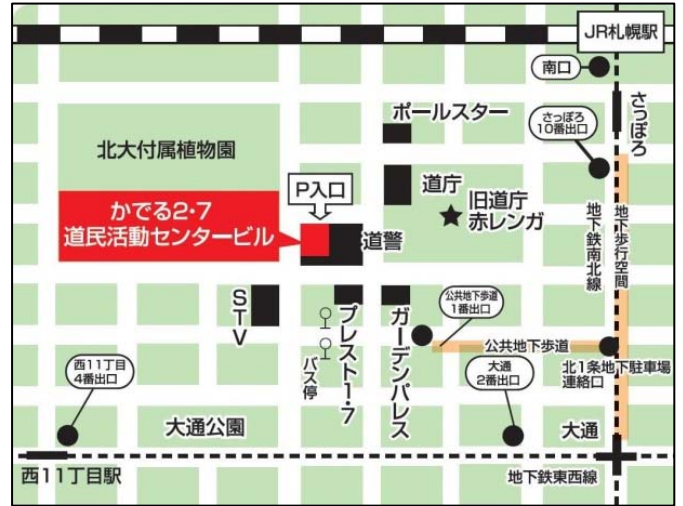 JR札幌駅
南口
さっぽろ
ポールスター
さっぽろ
10番出口
北大付属植物園
P入口
道庁
旧道庁
赤レンガ
かでる2・7
道民活動センタービル
道警
地下鉄南北線
地下歩行空間
STV
プレスト1・7
ガーデンパレス
公共地下歩道
1番出口
バス停
公共地下歩道
北1条地下駐車場
連絡口
西11丁目
4番出口
大通
2番出口
大通公園
大通
西11丁目駅
地下鉄東西線